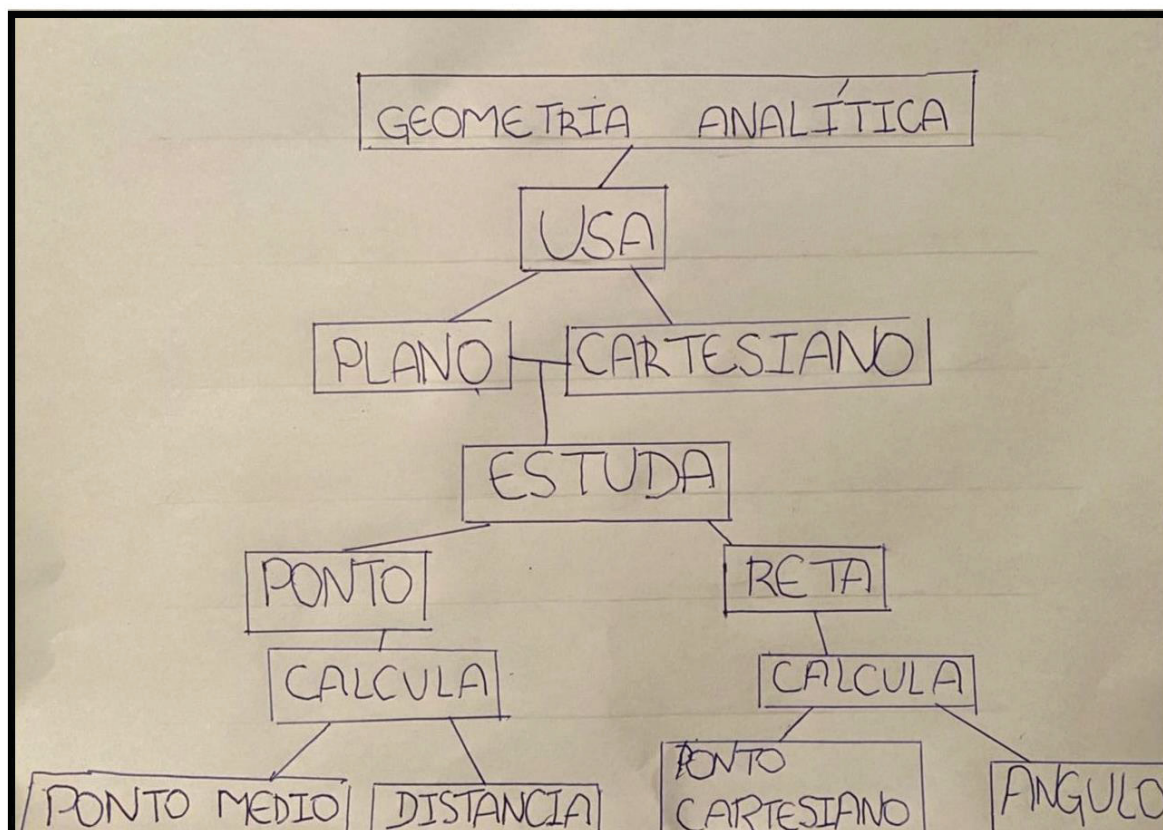 GEOMETRIA ANALÍTICA
USA
PLANO CARTESIANO
ESTUDA
PONTO RETA
CALCULA CALCULA
PONTO MEDIO DISTANCIA PONTO CARTESIANO ANGULO